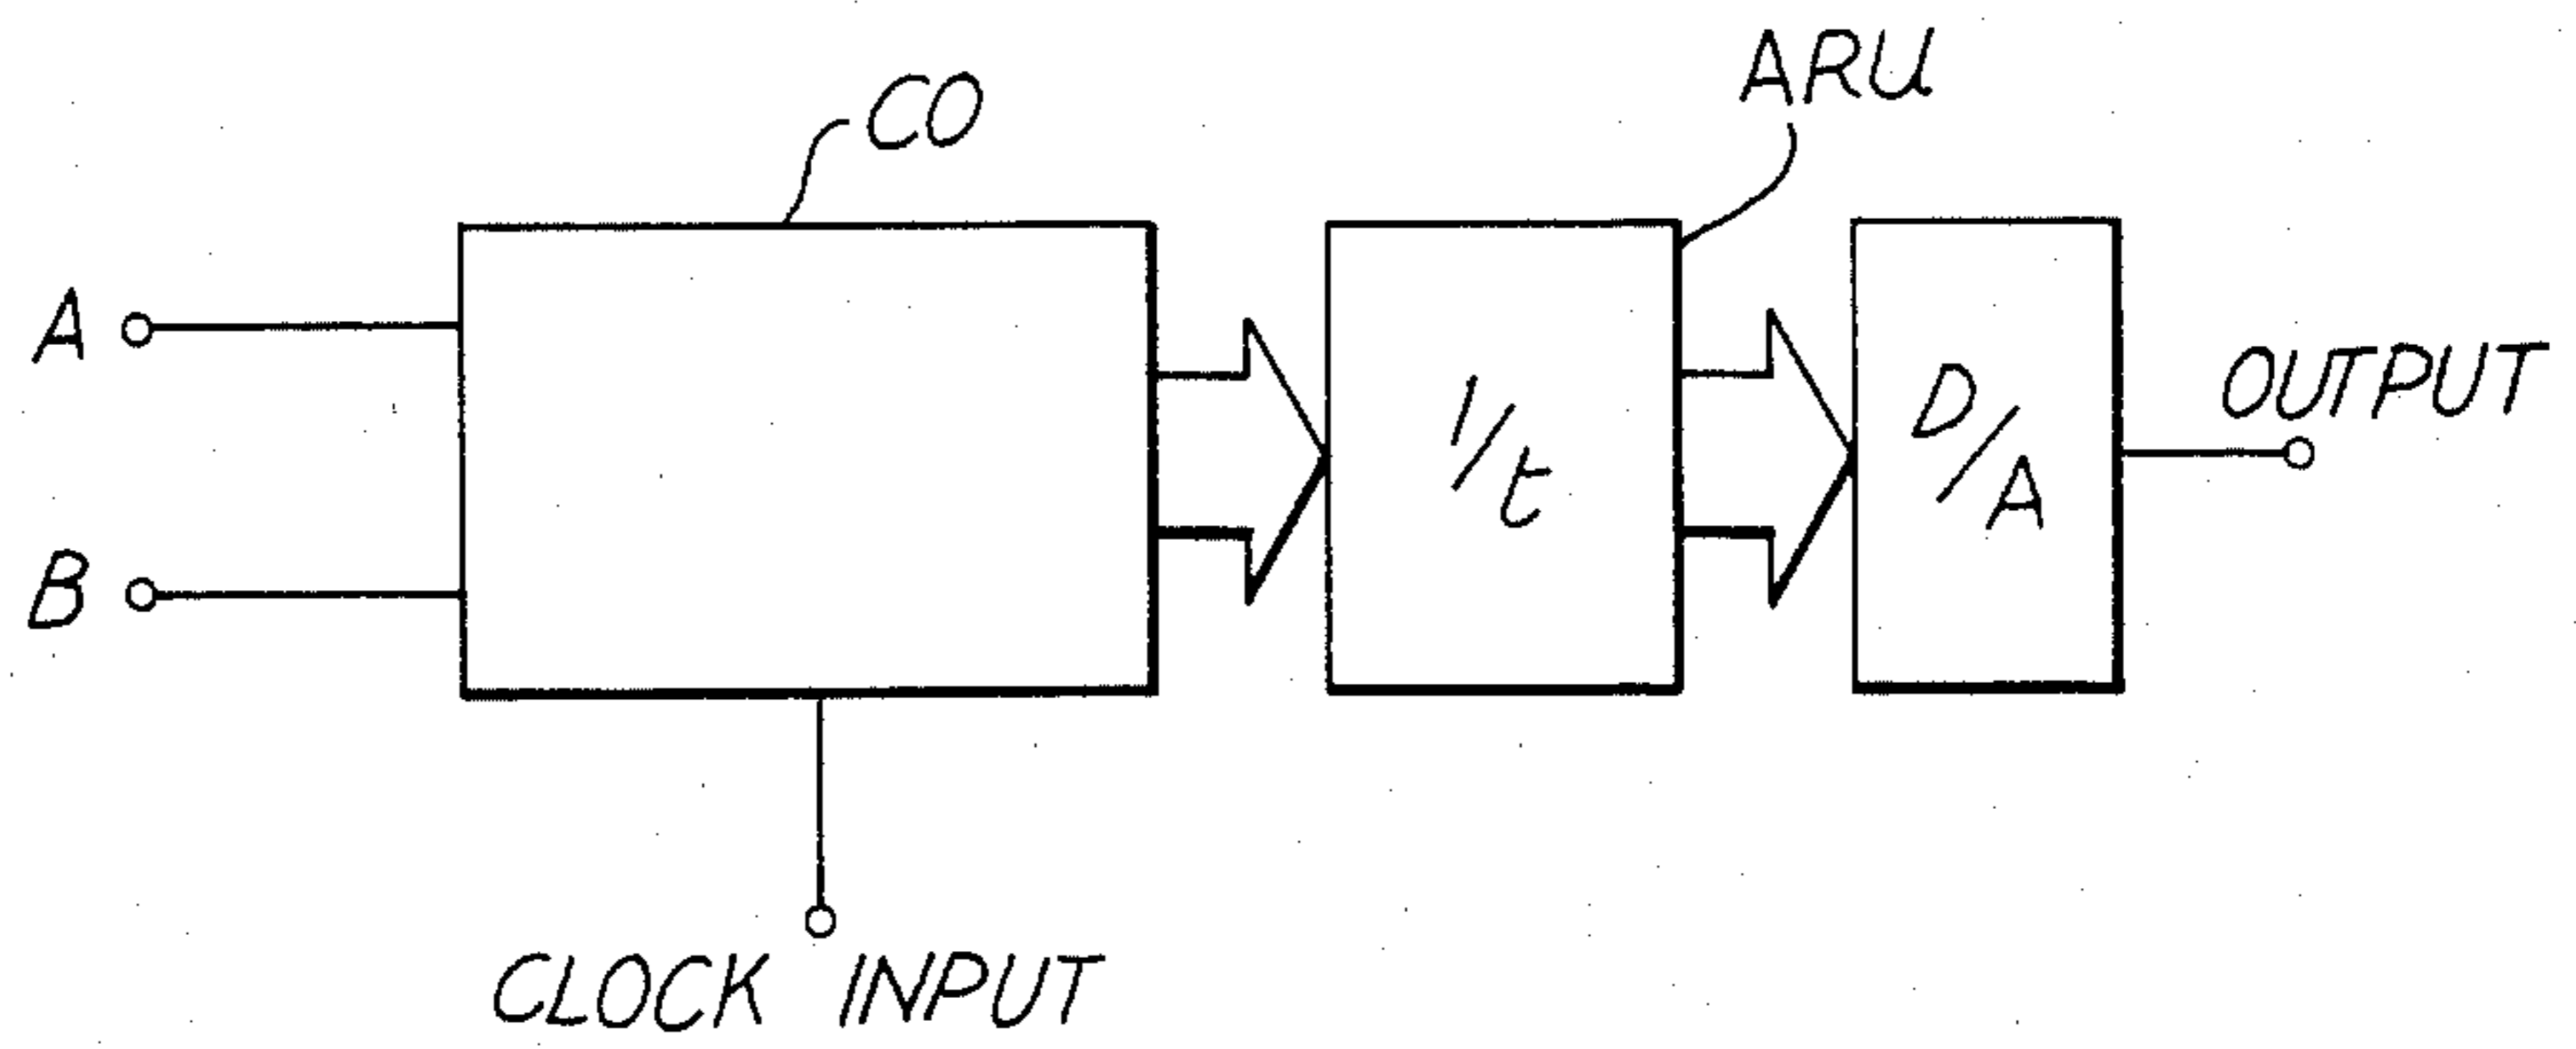 CO
ARU
A
B
1/t
D/A
OUTPUT
CLOCK INPUT